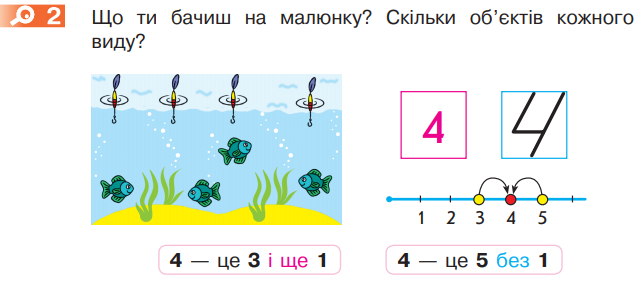 2 Що ти бачиш на малюнку? Скільки об’єктів кожного
виду?
4 4
1 2 3 4 5
4 — це 3 і ще 1
4 — це 5 без 1